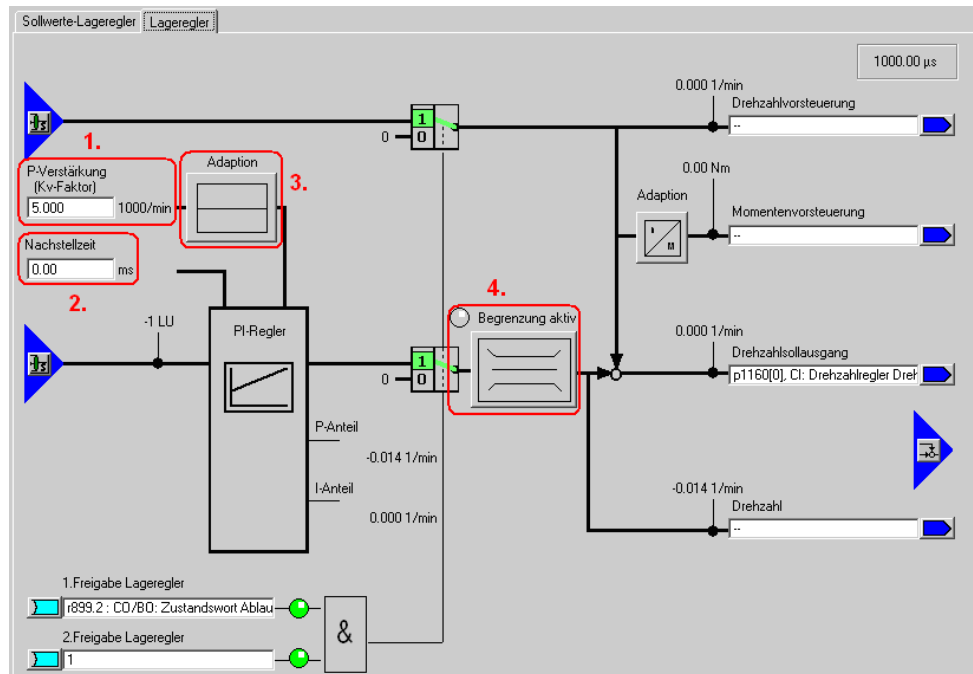 Sollwerte-Lageregler Lageregler
1000.00 µs
0.000 1/min
Drehzahlvorsteuerung
--
1
0 0
1.
P-Verstärkung
(Kv-Faktor)
5.000 1000/min
Adaption
3.
0.00 Nm
Adaption
Momentenvorsteuerung
--
M
Nachstellzeit
0.00 ms
2.
4.
-1 LU
PI-Regler
Begrenzung aktiv
1
0 0
0.000 1/min
Drehzahlsollausgang
p1160[0], CI: Drehzahlregler Dreh
P-Anteil
-0.014 1/min
I-Anteil
0.000 1/min
-0.014 1/min
Drehzahl
--
1.Freigabe Lageregler
r899.2 : CO/BO: Zustandswort Ablau
&
2.Freigabe Lageregler
1